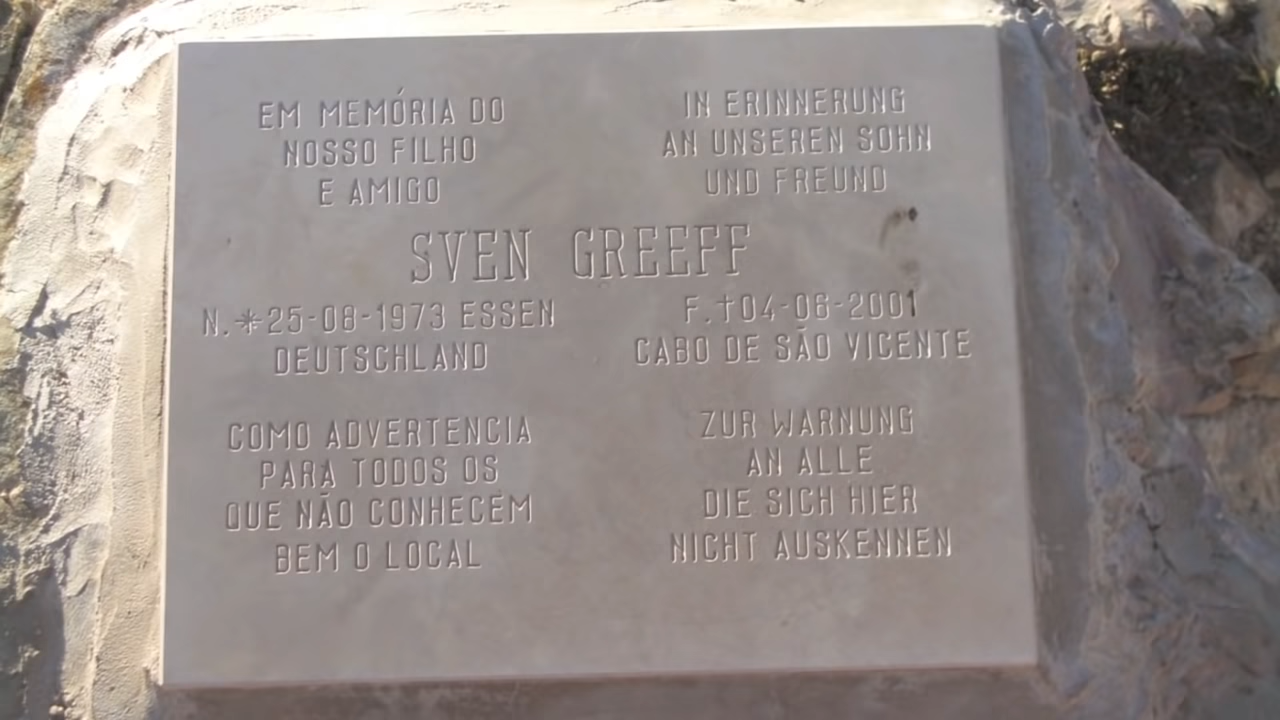 EM MEMÓRIA DO
NOSSO FILHO
E AMIGO
IN ERINNERUNG
AN UNSEREN SOHN
UND FREUND
SVEN GREEFF
N. *25-08-1973 ESSEN
DEUTSCHLAND
F. †04-06-2001
CABO DE SÃO VICENTE
COMO ADVERTENCIA
PARA TODOS OS
QUE NÃO CONHECEM
BEM O LOCAL
ZUR WARNUNG
AN ALLE
DIE SICH HIER
NICHT AUSKENNEN